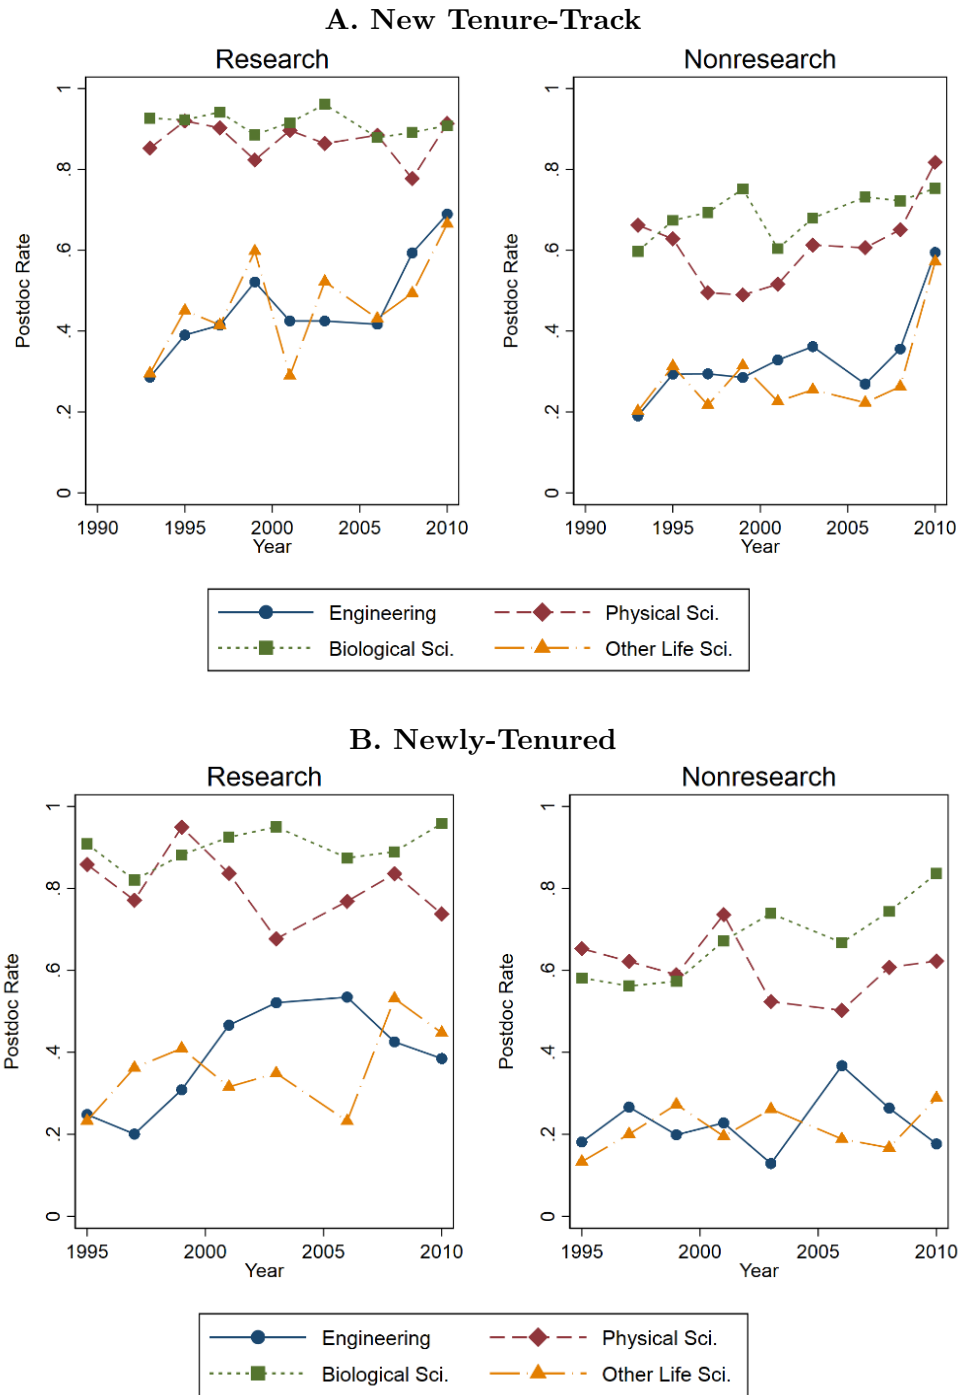 A. New Tenure-Track
Research
Nonresearch
Postdoc Rate
1
.8
.6
.4
.2
0
1990 1995 2000 2005 2010
Year
Postdoc Rate
1
.8
.6
.4
.2
0
1990 1995 2000 2005 2010
Year
Engineering Physical Sci.
Biological Sci. Other Life Sci.
B. Newly-Tenured
Research
Nonresearch
Postdoc Rate
1
.8
.6
.4
.2
0
1995 2000 2005 2010
Year
Postdoc Rate
1
.8
.6
.4
.2
0
1995 2000 2005 2010
Year
Engineering Physical Sci.
Biological Sci. Other Life Sci.